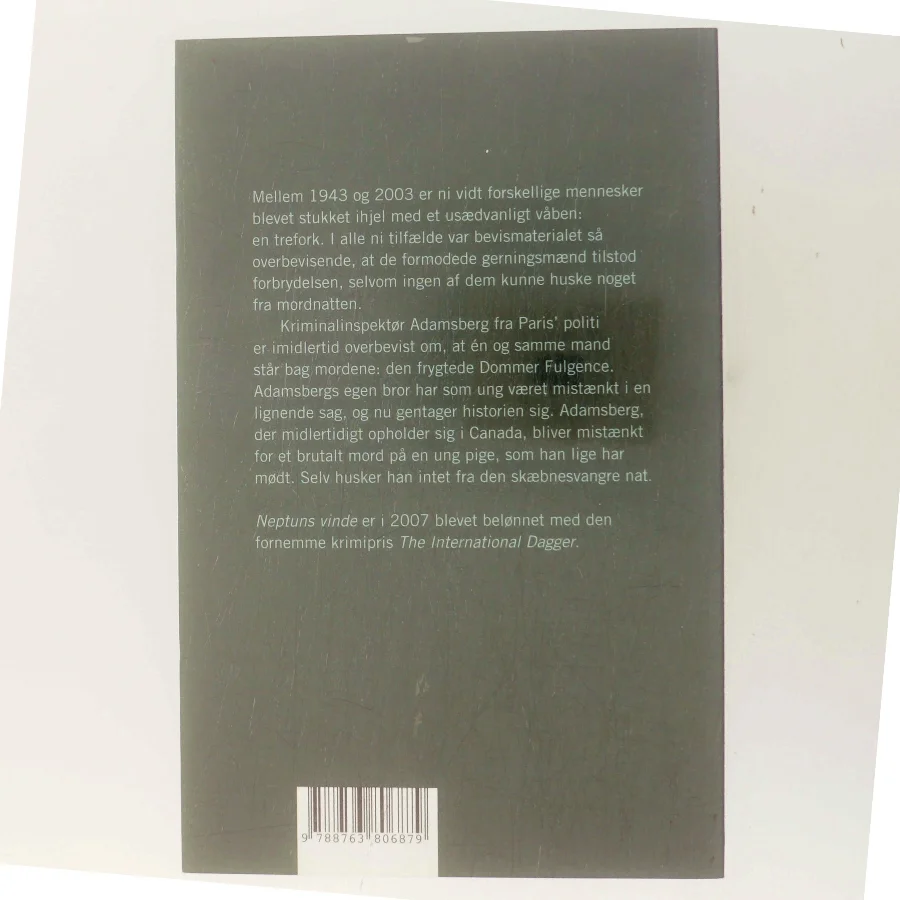 Mellem 1943 og 2003 er ni vidt forskellige mennesker
blevet stukket ihjel med et usædvanligt våben:
en trefork. I alle ni tilfælde var bevismaterialet så
overbevisende, at de formodede gerningsmænd tilstod
forbrydelsen, selvom ingen af dem kunne huske noget
fra mordnatten.
Kriminalinspektør Adamsberg fra Paris' politi
er imidlertid overbevist om, at én og samme mand
står bag mordene: den frygtede Dommer Fulgence.
Adamsbergs egen bror har som ung været mistænkt i en
lignende sag, og nu gentager historien sig. Adamsberg,
der midlertidigt opholder sig i Canada, bliver mistænkt
for et brutalt mord på en ung pige, som han lige har
mødt. Selv husker han intet fra den skæbnesvangre nat.
Neptuns vinde er i 2007 blevet belønnet med den
fornemme krimipris The International Dagger.
9 788763 806879